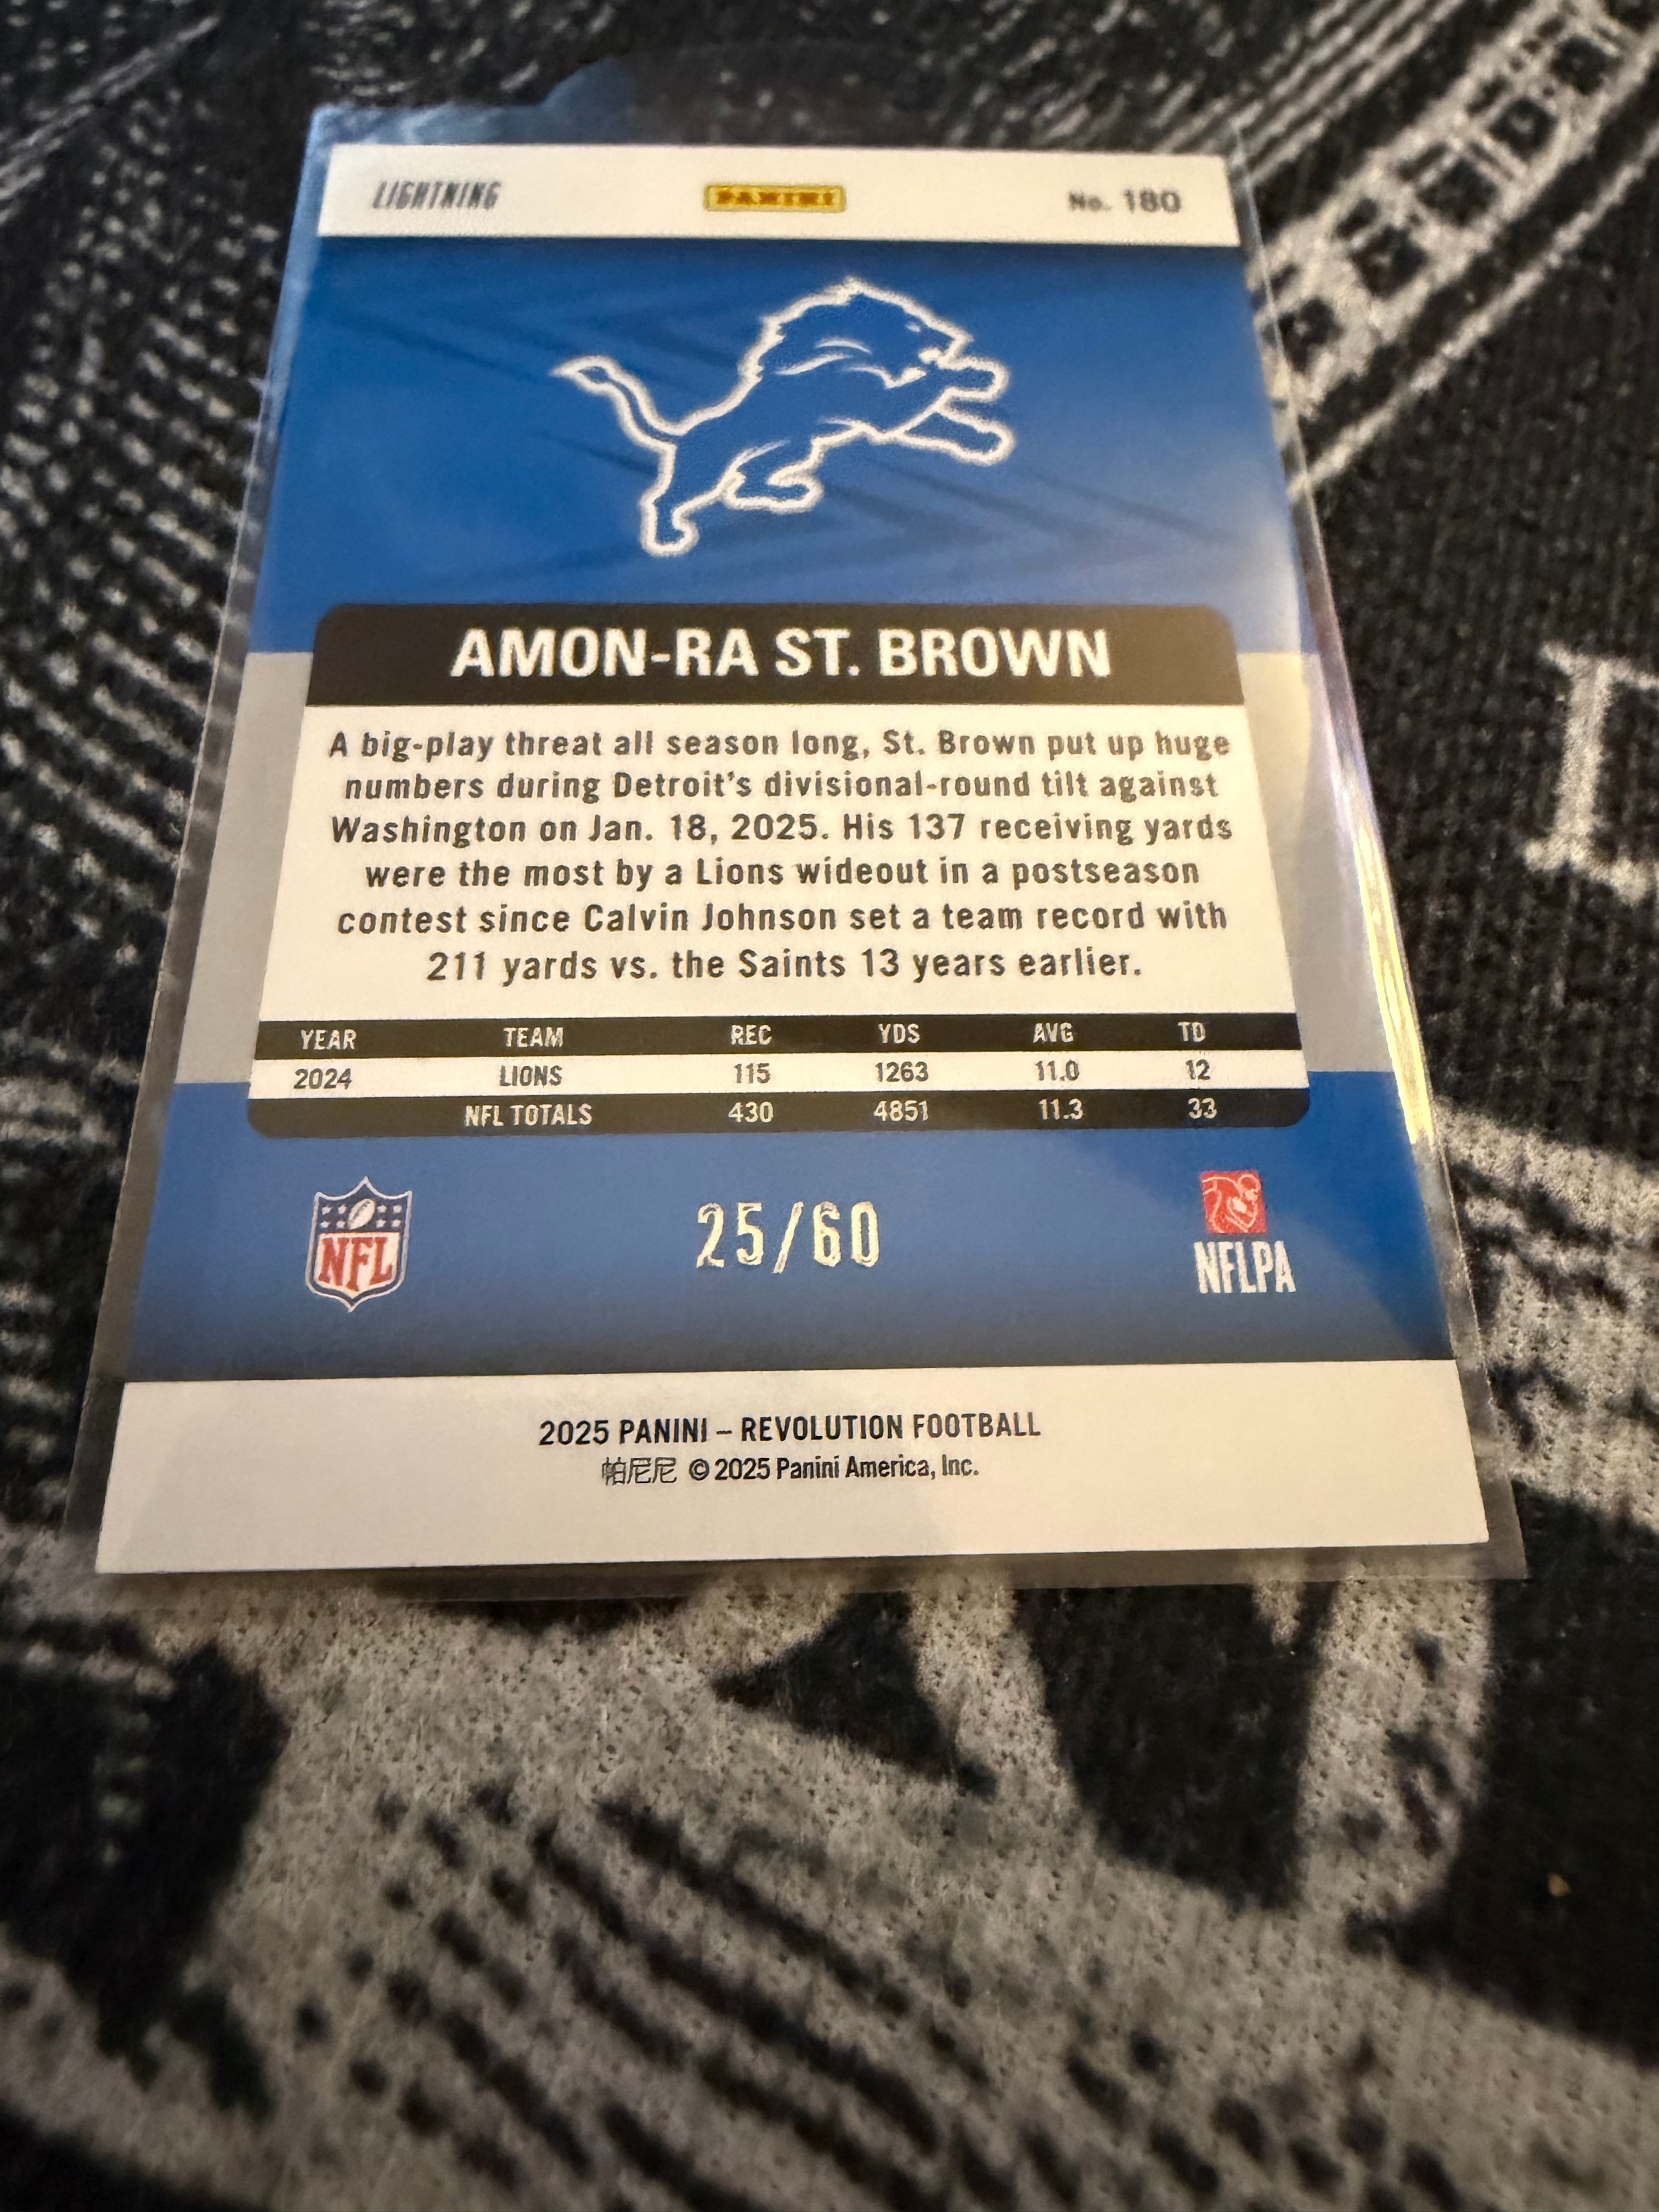 LIGHTNING PANINI No. 180
AMON-RA ST. BROWN
A big-play threat all season long, St. Brown put up huge
numbers during Detroit's divisional-round tilt against
Washington on Jan. 18, 2025. His 137 receiving yards
were the most by a Lions wideout in a postseason
contest since Calvin Johnson set a team record with
211 yards vs. the Saints 13 years earlier.
YEAR TEAM REC YDS AVG TD
2024 LIONS 115 1263 11.0 12
NFL TOTALS 430 4851 11.3 33
NFL 25/60 NFLPA
2025 PANINI – REVOLUTION FOOTBALL
帕尼尼 © 2025 Panini America, Inc.